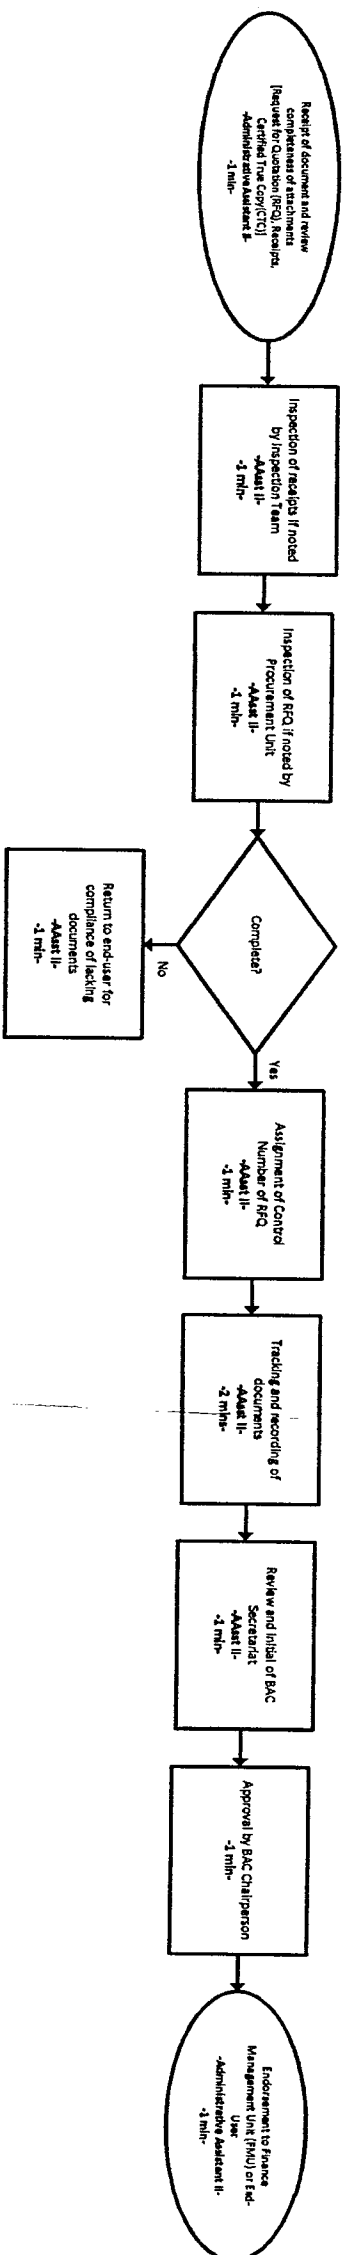 Receipt of document and review
completeness of attachments
[Request for Quotation (RFQ), Receipts,
Certified True Copy(CTC)]
-Administrative Assistant II-
-1 min-
Inspection of receipts if noted
by Inspection Team
-AAsst II-
-1 min-
Inspection of RFQ if noted by
Procurement Unit
-AAsst II-
-1 min-
Complete?
No
Return to end-user for
compliance of lacking
documents
-AAsst II-
-1 min-
Yes
Assignment of Control
Number of RFQ
-AAsst II-
-1 min-
Tracking and recording of
documents
-AAsst II-
-2 mins-
Review and initial of BAC
Secretariat
-AAsst II-
-1 min-
Approval by BAC Chairperson
-1 min-
Endorsement to Finance
Management Unit (FMU) or End-
User
-Administrative Assistant II-
-1 min-